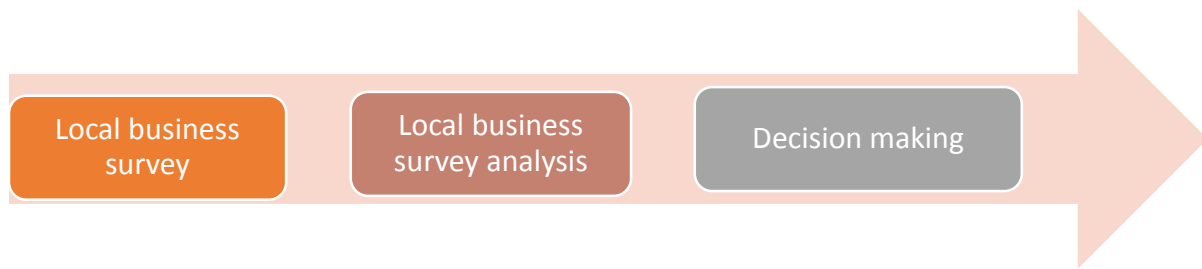 Local business
survey
Local business
survey analysis
Decision making